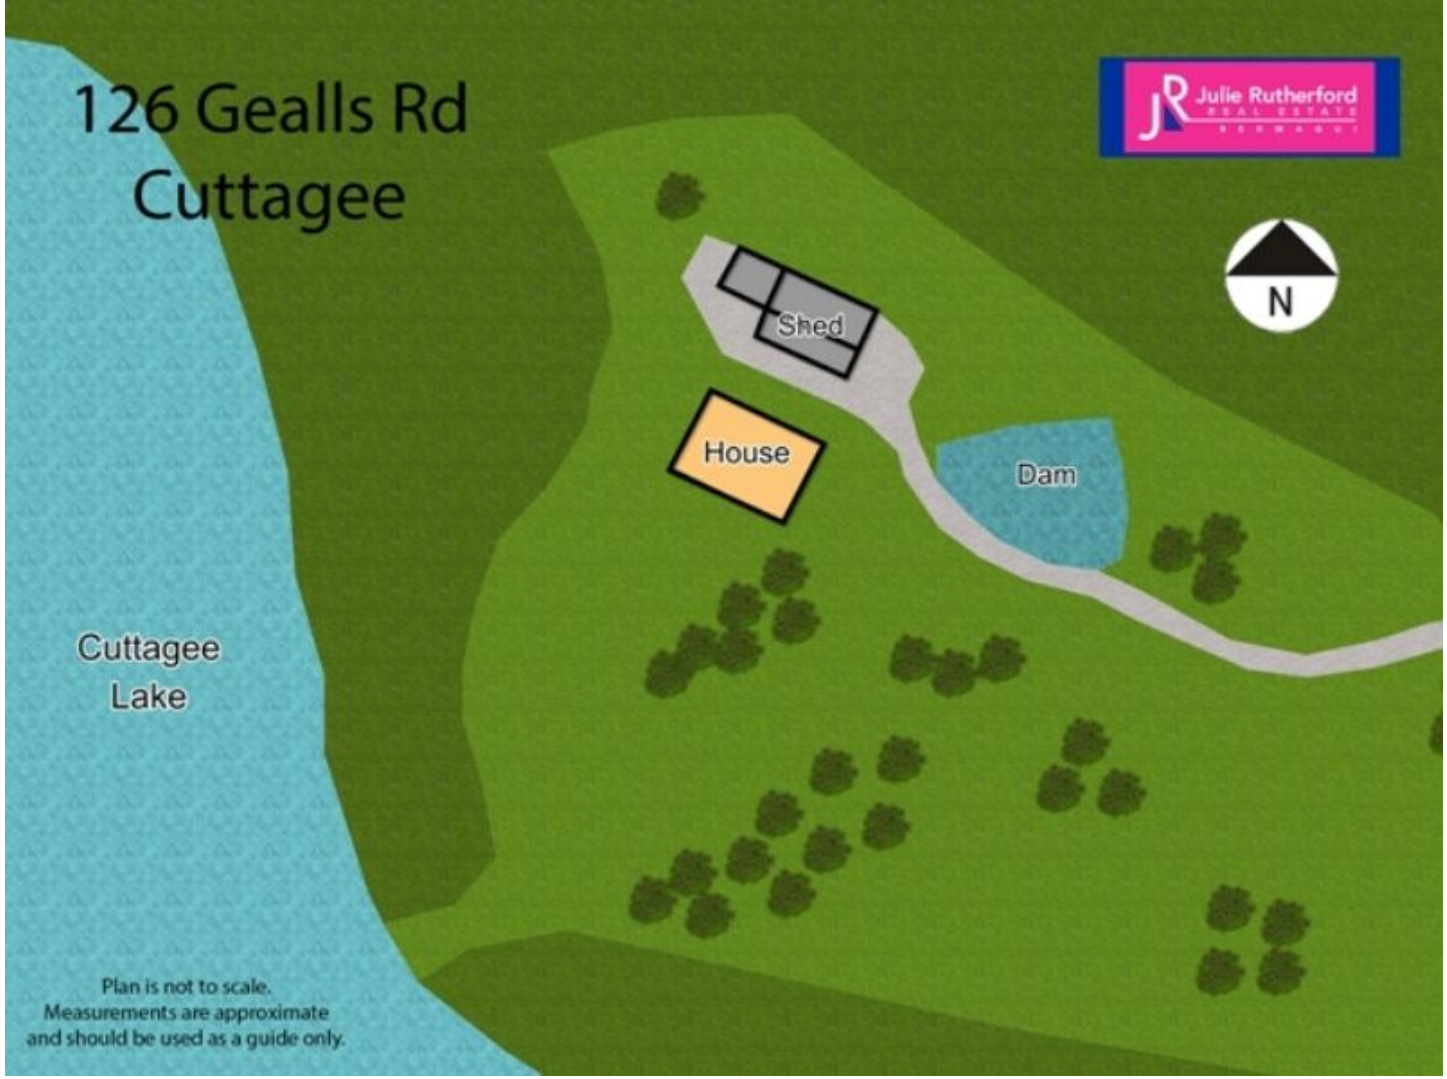 126 Gealls Rd
Cuttagee
Julie Rutherford
REAL ESTATE
BERMAGUI
N
Shed
House
Dam
Cuttagee
Lake
Plan is not to scale.
Measurements are approximate
and should be used as a guide only.